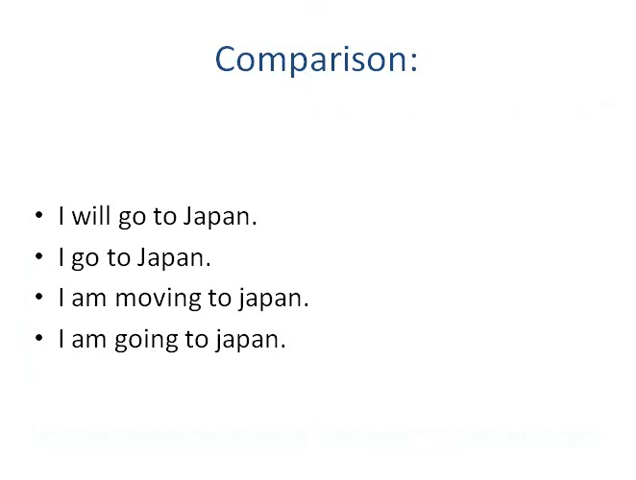 Comparison:
• I will go to Japan.
• I go to Japan.
• I am moving to japan.
• I am going to japan.